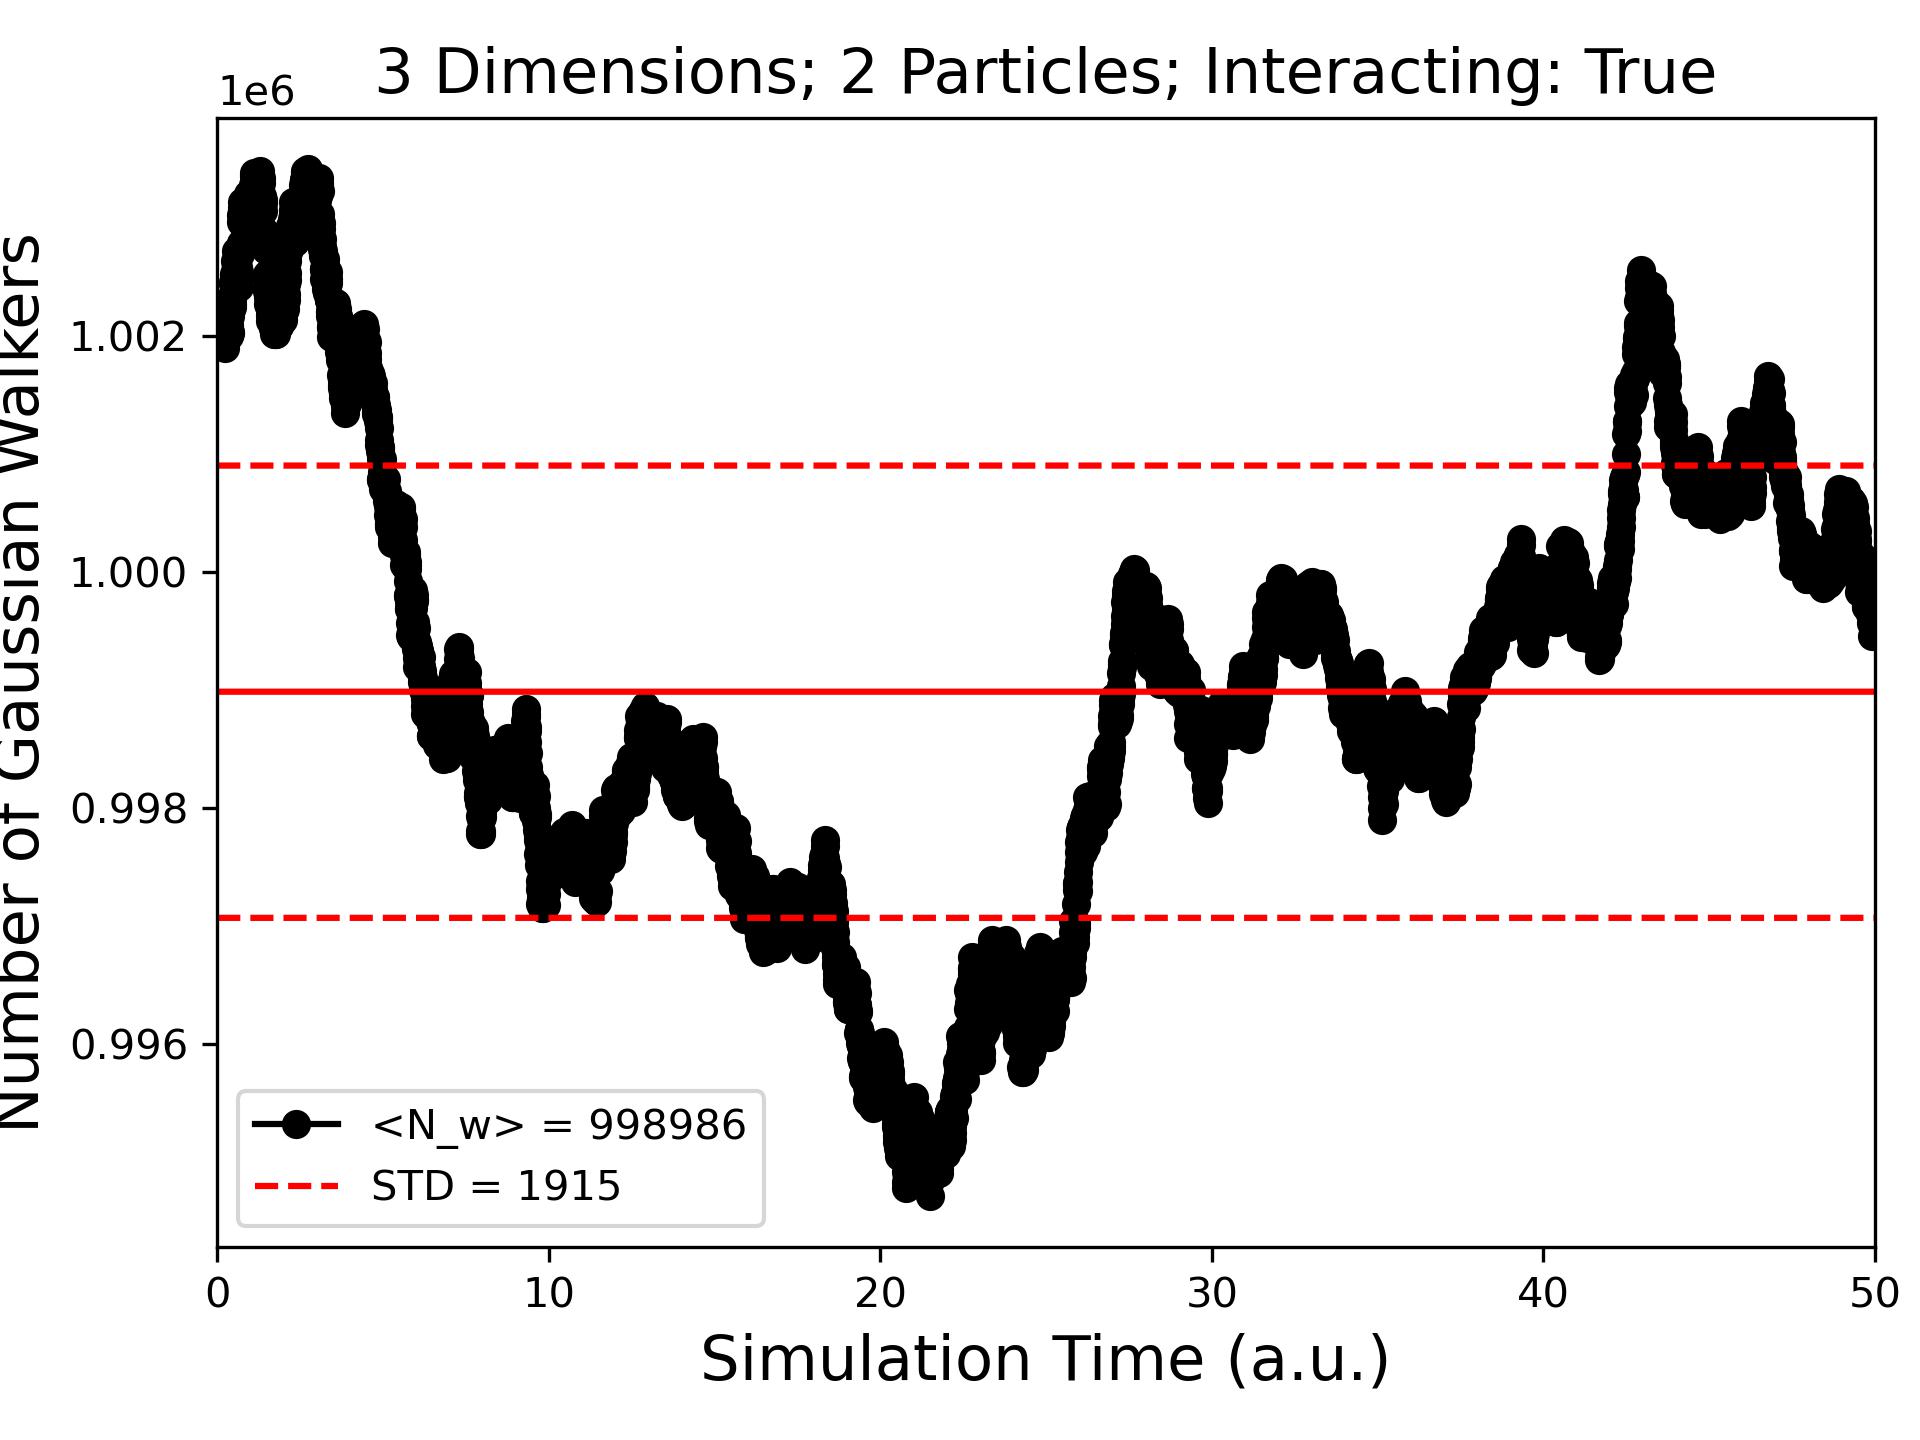 3 Dimensions; 2 Particles; Interacting: True
1e6
Number of Gaussian Walkers
1.002
1.000
0.998
0.996
<N_w> = 998986
STD = 1915
0 10 20 30 40 50
Simulation Time (a.u.)